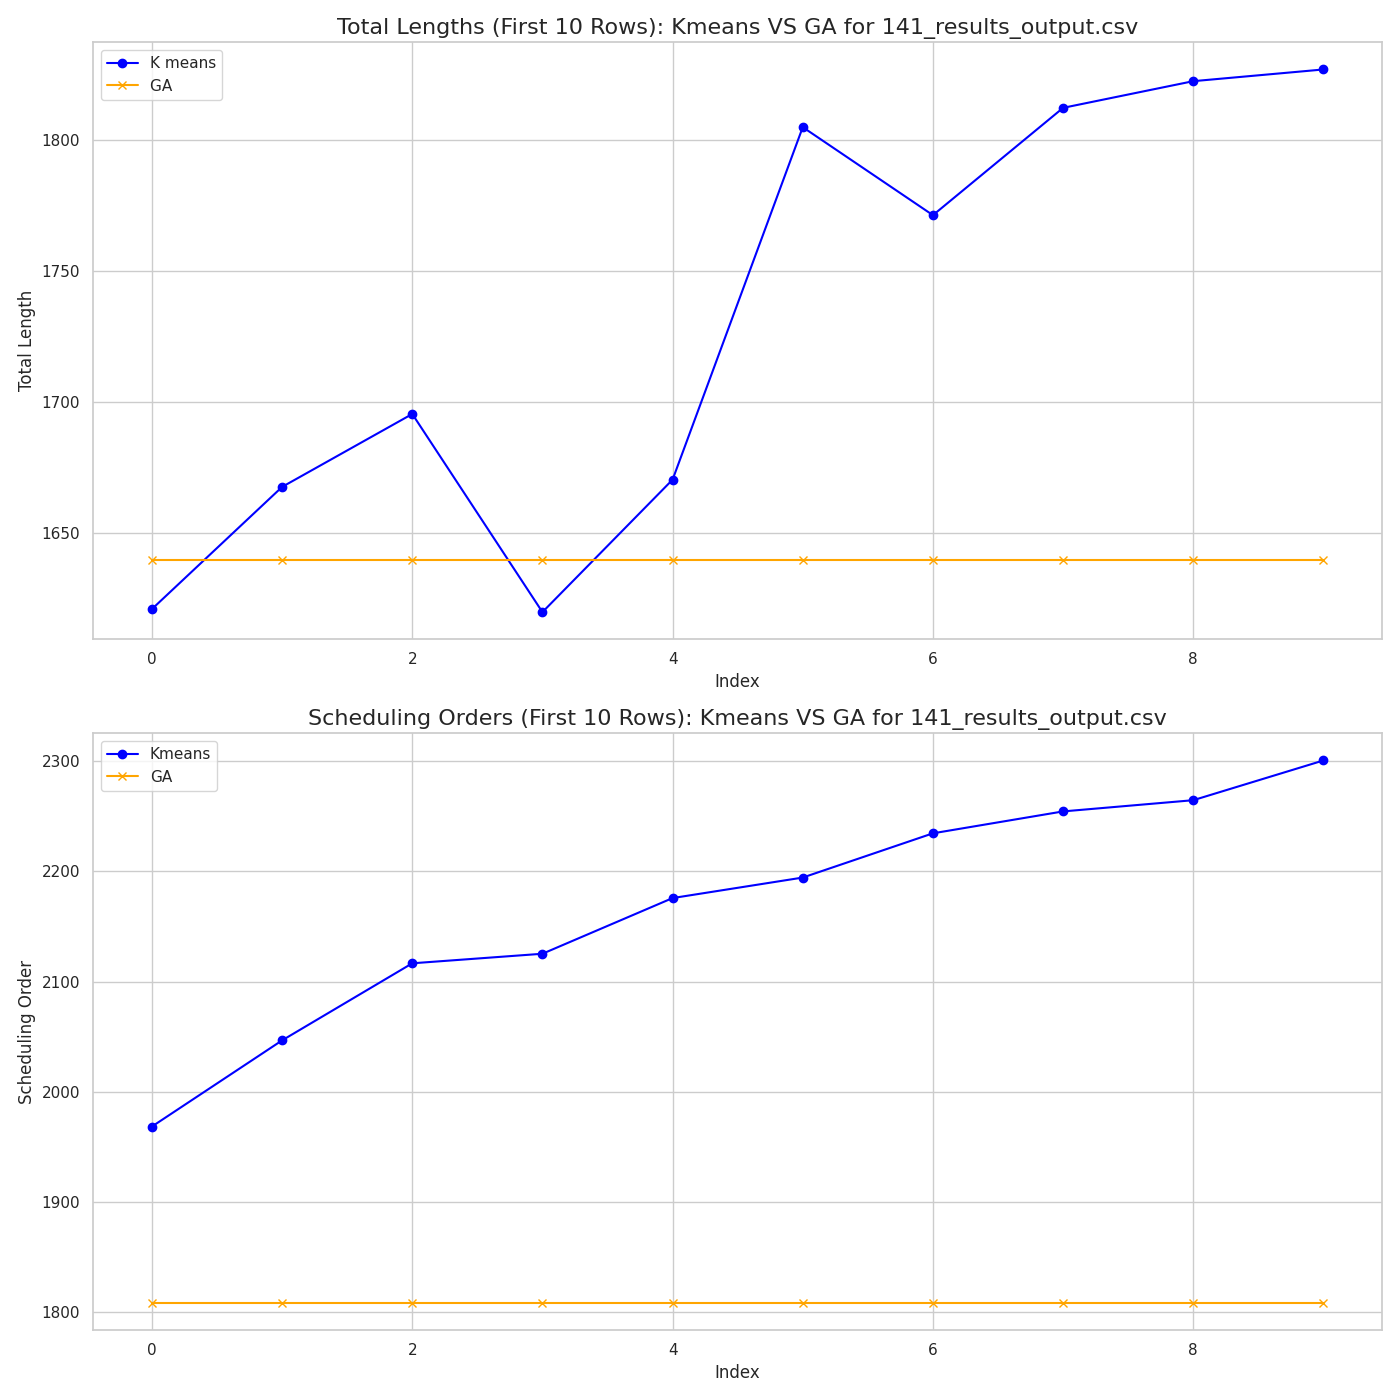 Total Lengths (First 10 Rows): Kmeans VS GA for 141_results_output.csv
K means
GA
1800
1750
1700
1650
Total Length
0 2 4 6 8
Index
Scheduling Orders (First 10 Rows): Kmeans VS GA for 141_results_output.csv
Kmeans
GA
2300
2200
2100
2000
1900
1800
Scheduling Order
0 2 4 6 8
Index